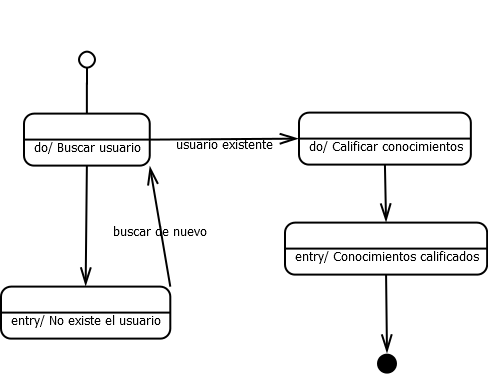 do/ Buscar usuario
usuario existente
do/ Calificar conocimientos
buscar de nuevo
entry/ Conocimientos calificados
entry/ No existe el usuario